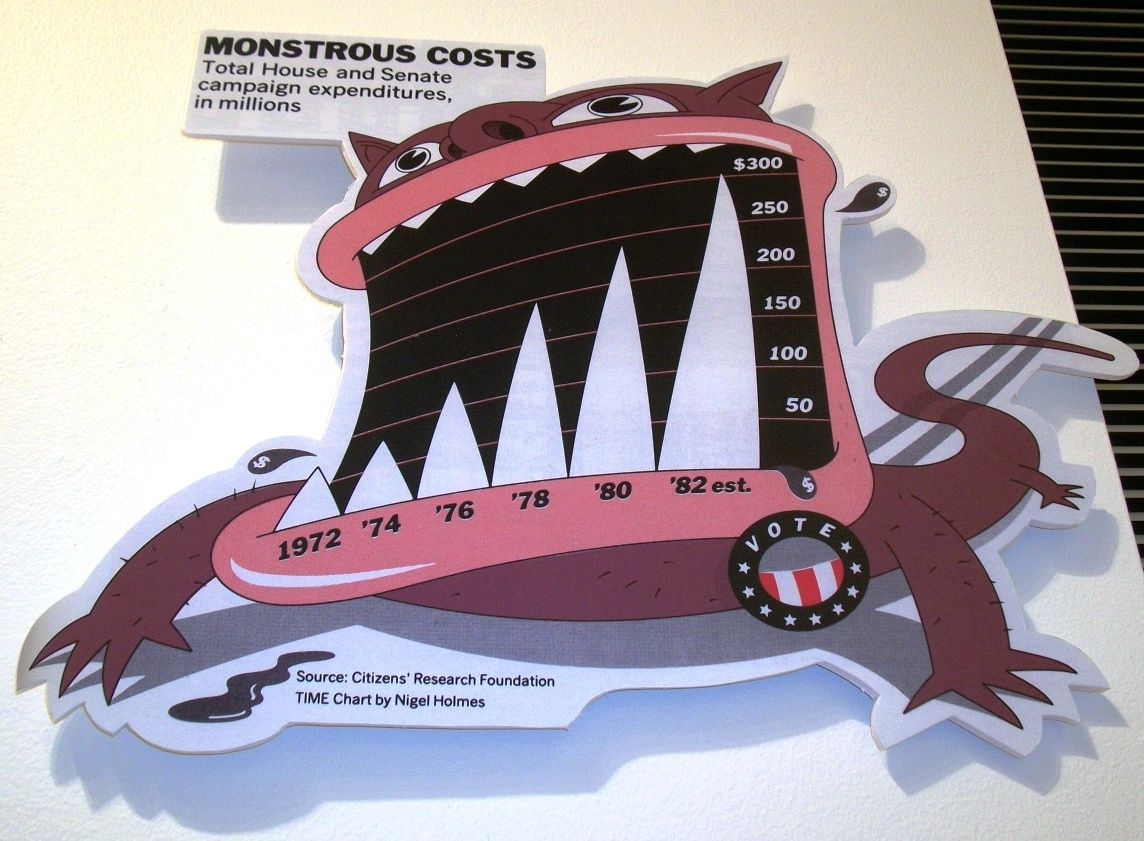 MONSTROUS COSTS
Total House and Senate
campaign expenditures,
in millions
$300
250
$
200
150
100
50
$
$
1972 '74 '76 '78 '80 '82 est.
VOTE
Source: Citizens' Research Foundation
TIME Chart by Nigel Holmes